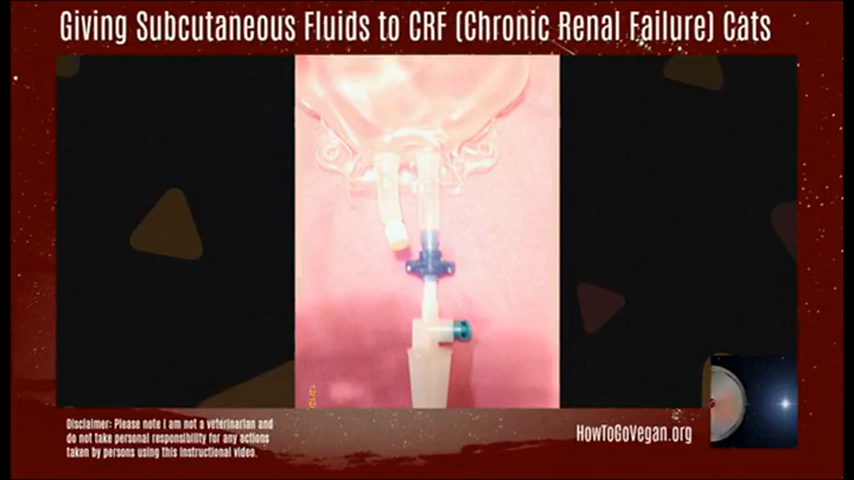 Giving Subcutaneous Fluids to CRF (Chronic Renal Failure) Cats
Disclaimer: Please note I am not a veterinarian and
do not take personal responsibility for any actions
taken by persons using this instructional video.
HowToGoVegan.org